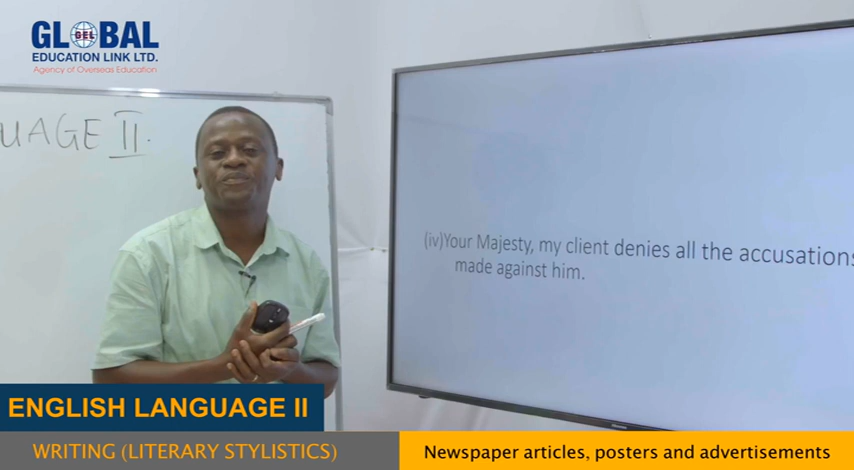 GLOBAL
GEL
EDUCATION LINK LTD.
Agency of Overseas Education
UAGE II.
(iv)Your Majesty, my client denies all the accusations
made against him.
ENGLISH LANGUAGE II
WRITING (LITERARY STYLISTICS)
Newspaper articles, posters and advertisements